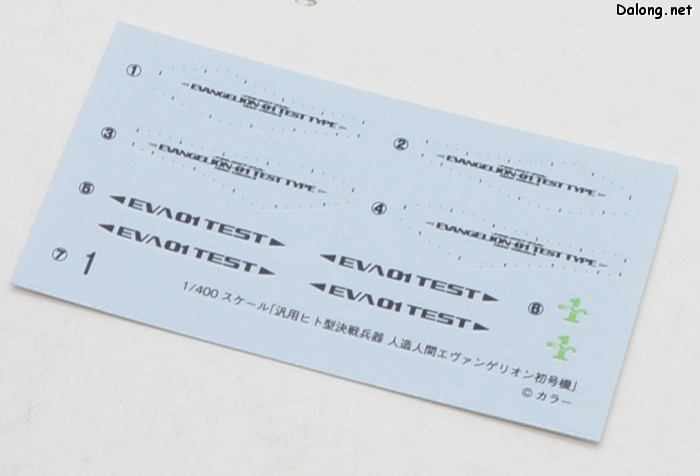 Dalong.net
①
EVANGELION-01 TEST TYPE
②
EVANGELION-01 TEST TYPE
③
EVANGELION-01 TEST TYPE
④
EVANGELION-01 TEST TYPE
⑤
EVA01 TEST
EVA01 TEST
EVA01 TEST
EVA01 TEST
⑥
1
1
⑦
1
1/400 スケール「汎用ヒト型決戦兵器 人造人間エヴァンゲリオン初号機」
© カラー